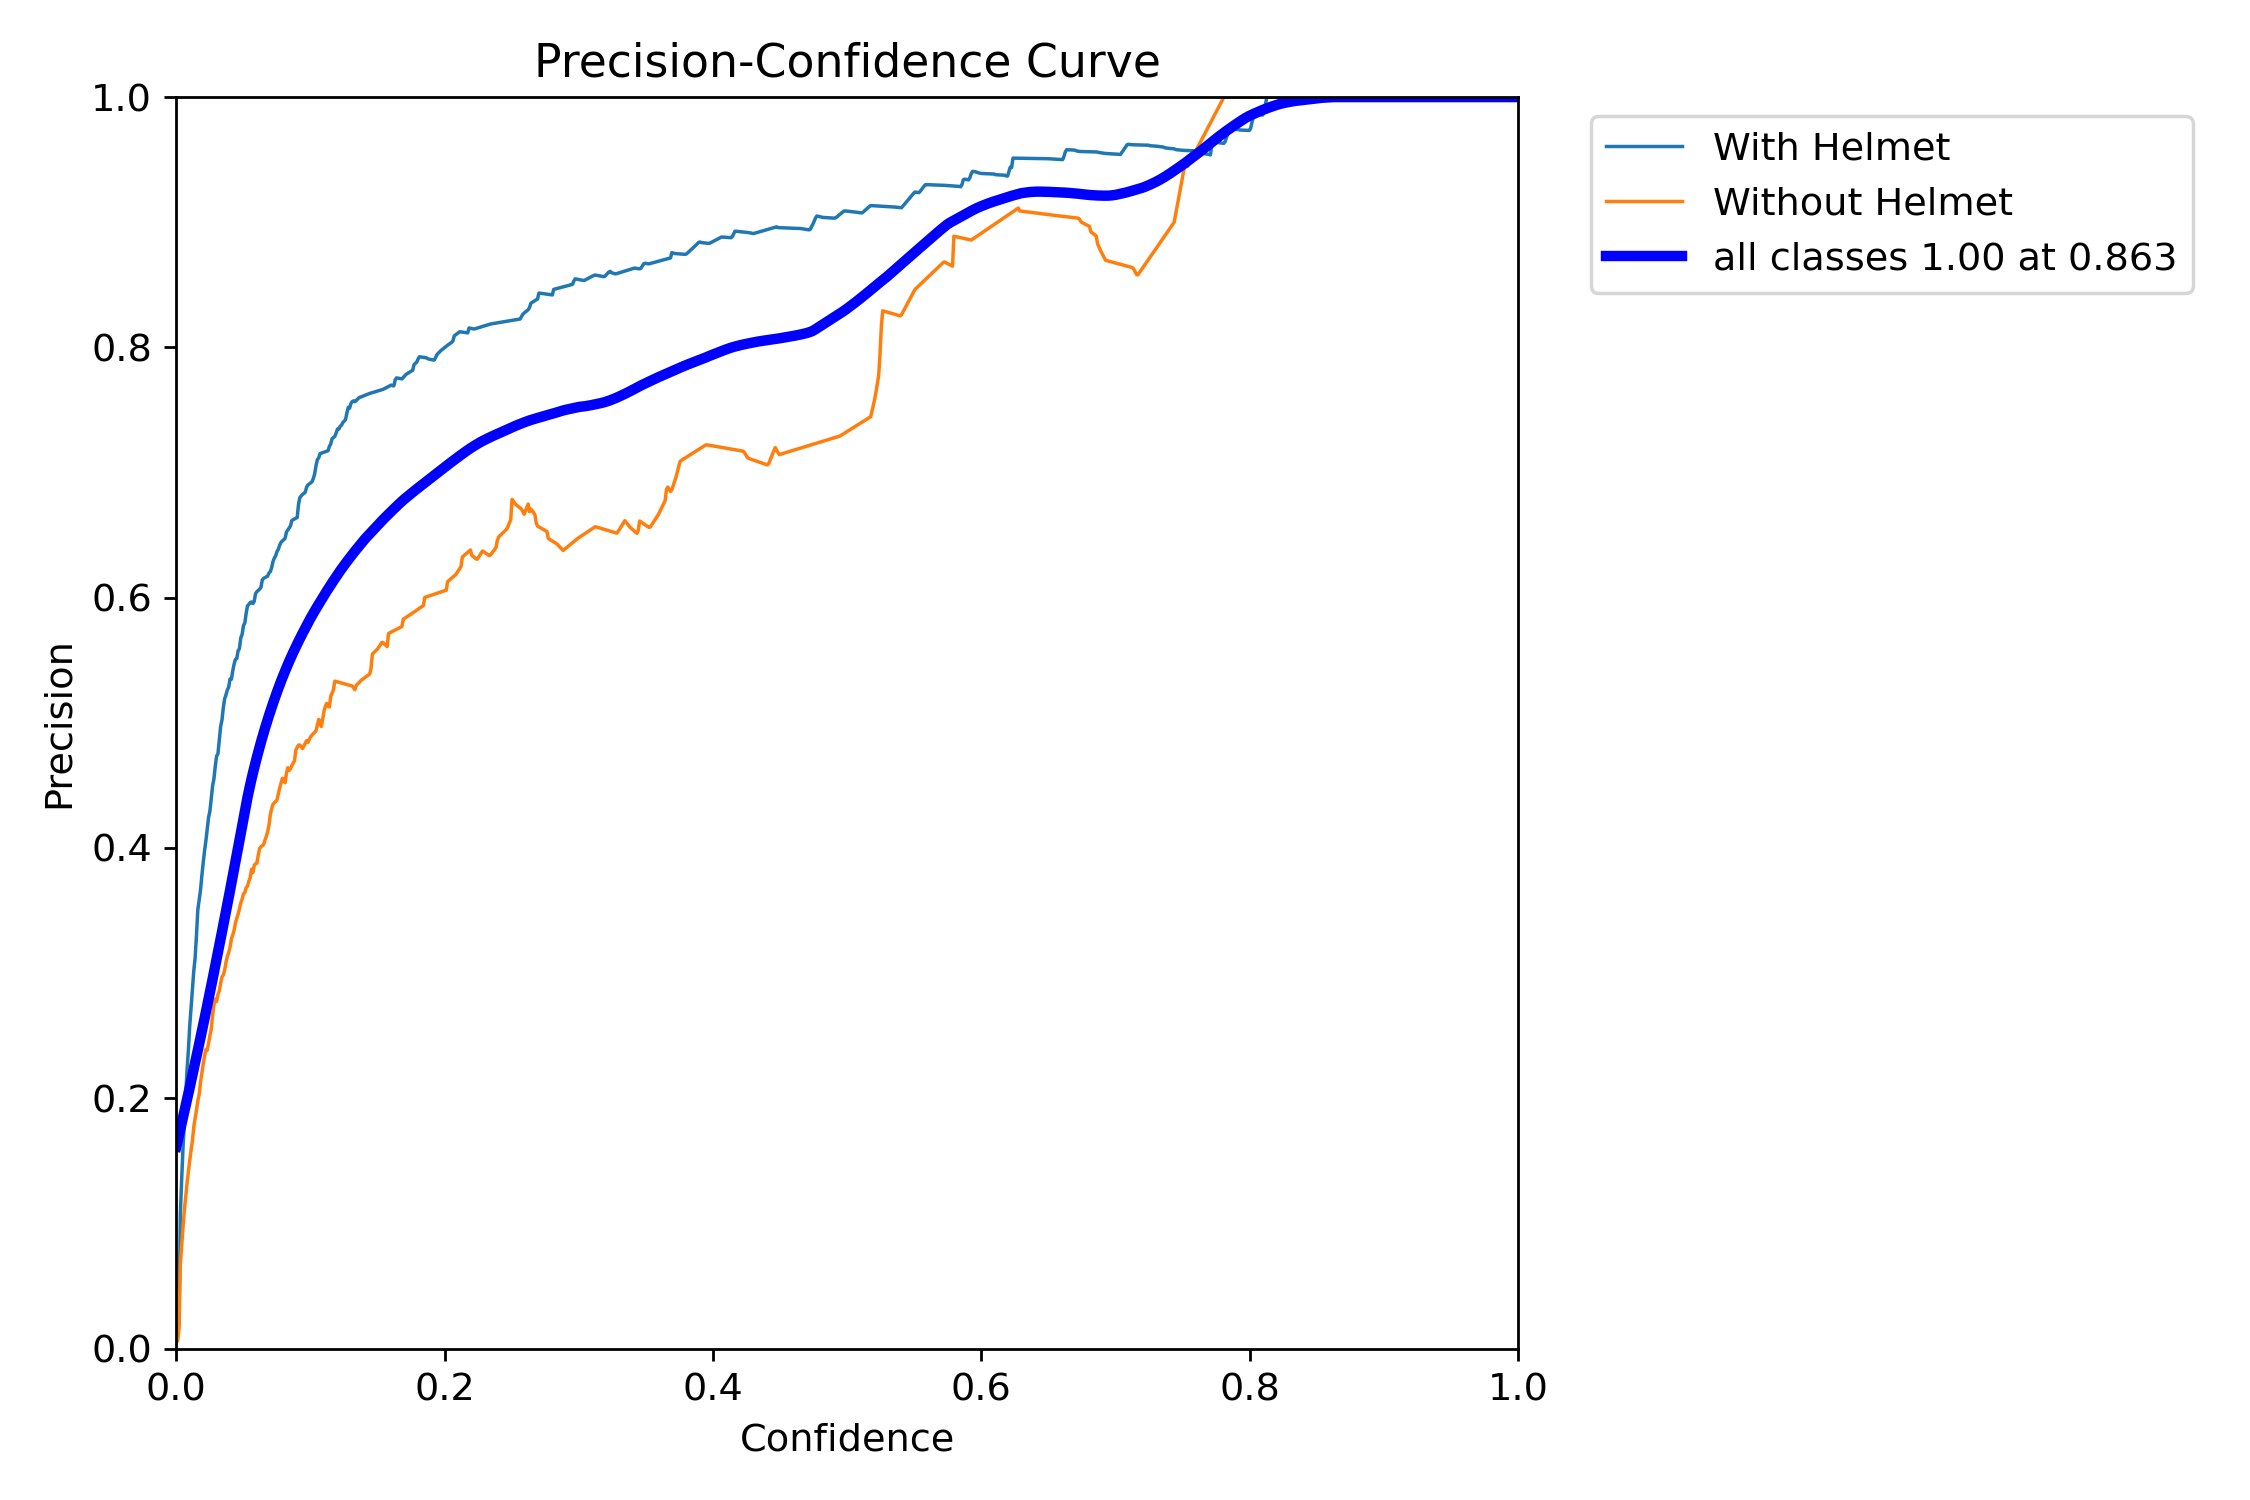 Precision-Confidence Curve
1.0
0.8
0.6
0.4
0.2
0.0
Precision
0.0 0.2 0.4 0.6 0.8 1.0
Confidence
With Helmet
Without Helmet
all classes 1.00 at 0.863